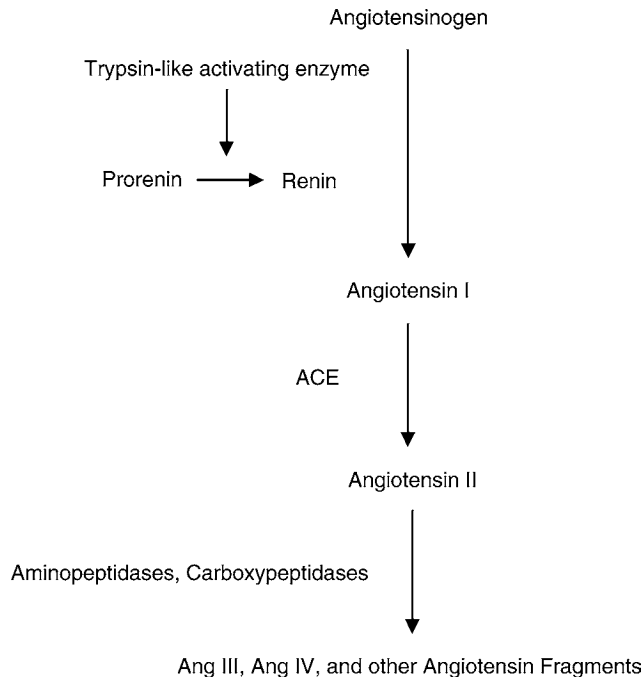 Angiotensinogen
Trypsin-like activating enzyme
Prorenin
Renin
Angiotensin I
ACE
Angiotensin II
Aminopeptidases, Carboxypeptidases
Ang III, Ang IV, and other Angiotensin Fragments